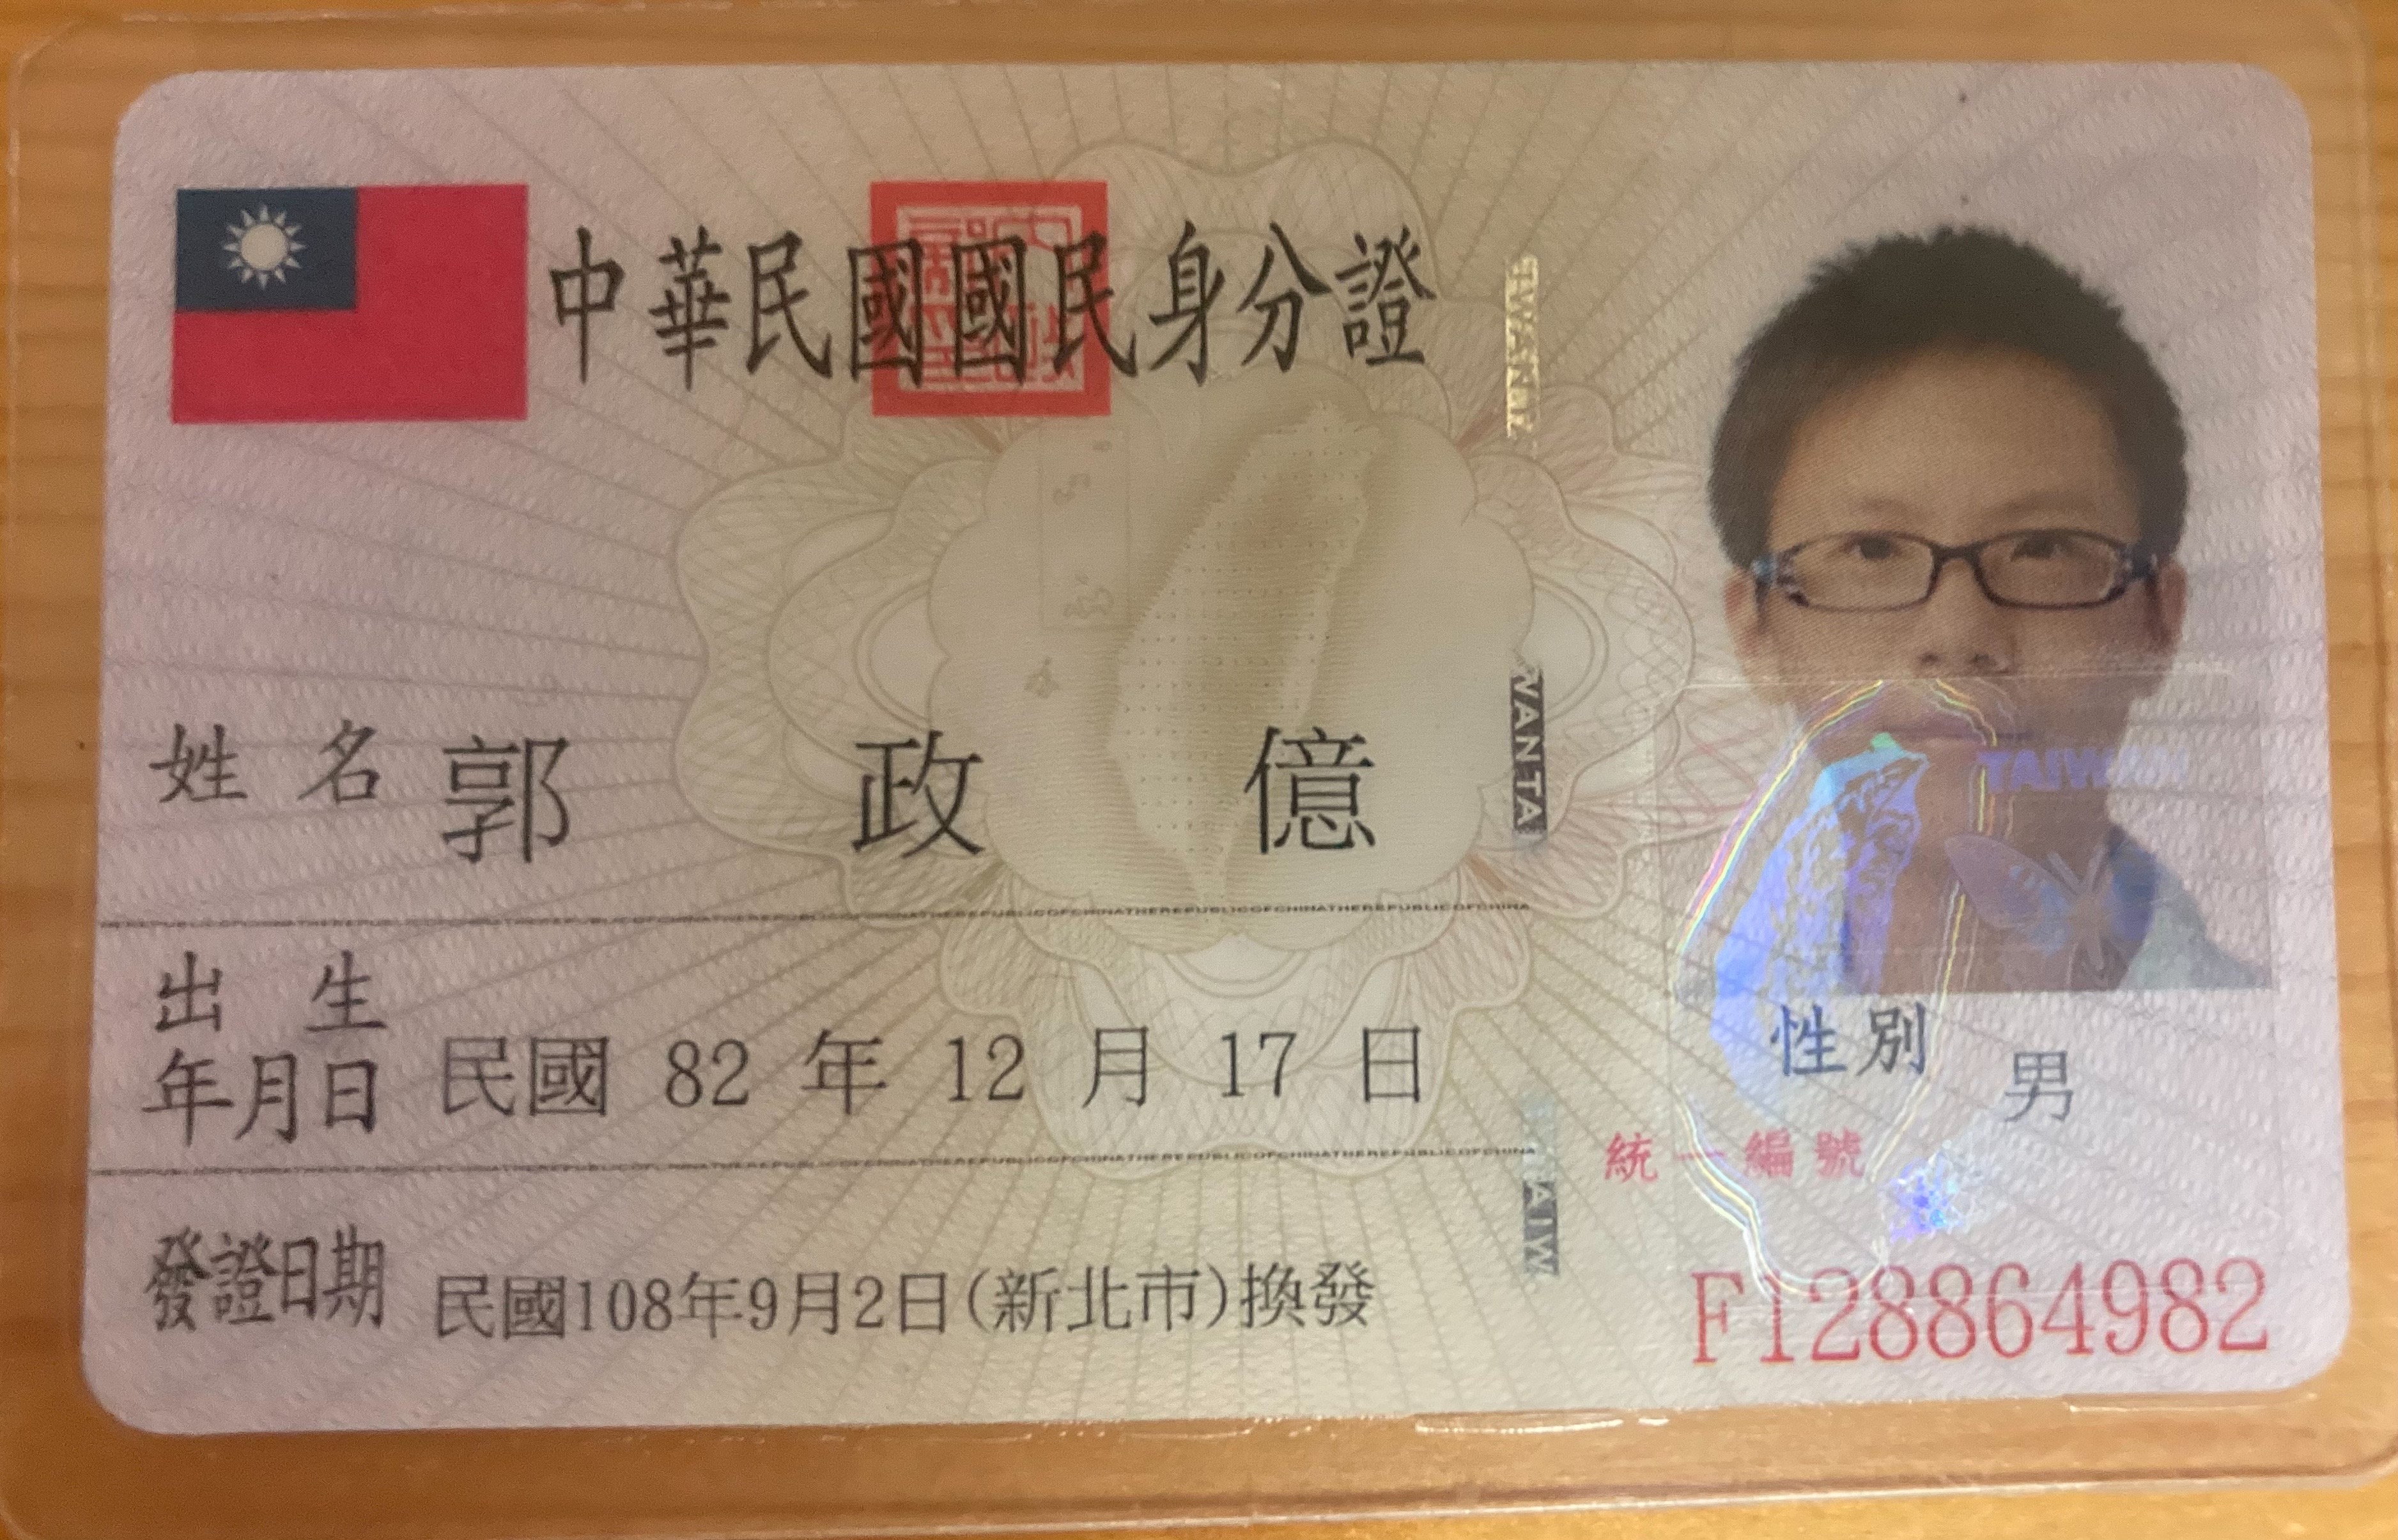 中華民國國民身分證
姓名 郭 政 億
TAIWAN
出生
年月日 民國 82 年 12 月 17 日
性別 男
統一編號
發證日期 民國108年9月2日(新北市)換發
F128864982